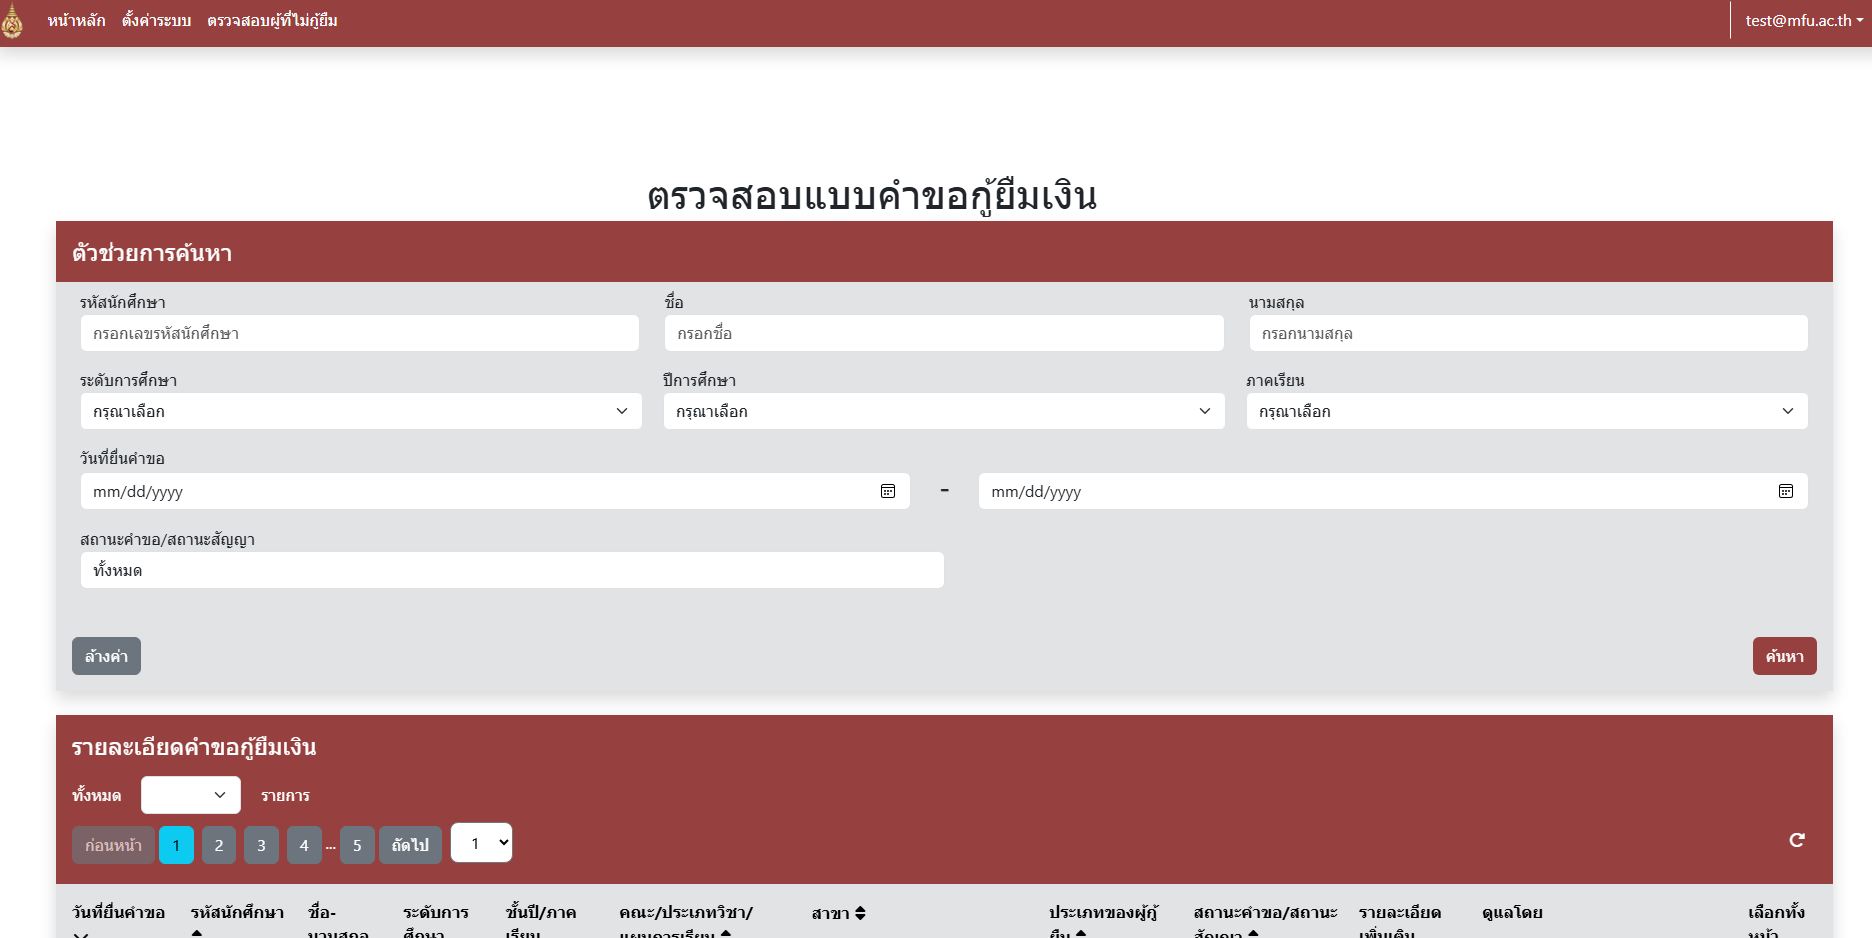 หน้าหลัก ตั้งค่าระบบ ตรวจสอบผู้ที่ไม่กู้ยืม test@mfu.ac.th
ตรวจสอบแบบคำขอกู้ยืมเงิน
ตัวช่วยการค้นหา
รหัสนักศึกษา ชื่อ นามสกุล
กรอกเลขรหัสนักศึกษา กรอกชื่อ กรอกนามสกุล
ระดับการศึกษา ปีการศึกษา ภาคเรียน
กรุณาเลือก กรุณาเลือก กรุณาเลือก
วันที่ยื่นคำขอ
mm/dd/yyyy - mm/dd/yyyy
สถานะคำขอ/สถานะสัญญา
ทั้งหมด
ล้างค่า ค้นหา
รายละเอียดคำขอกู้ยืมเงิน
ทั้งหมด รายการ
ก่อนหน้า 1 2 3 4 ... 5 ถัดไป 1
วันที่ยื่นคำขอ รหัสนักศึกษา ชื่อ- ระดับการ ชั้นปี/ภาค คณะ/ประเภทวิชา/ สาขา ประเภทของผู้กู้ สถานะคำขอ/สถานะ รายละเอียด ดูแลโดย เลือกทั้ง
นามสกุล ศึกษา เรียน แผนการเรียน ยืม สัญญา เพิ่มเติม หน้า